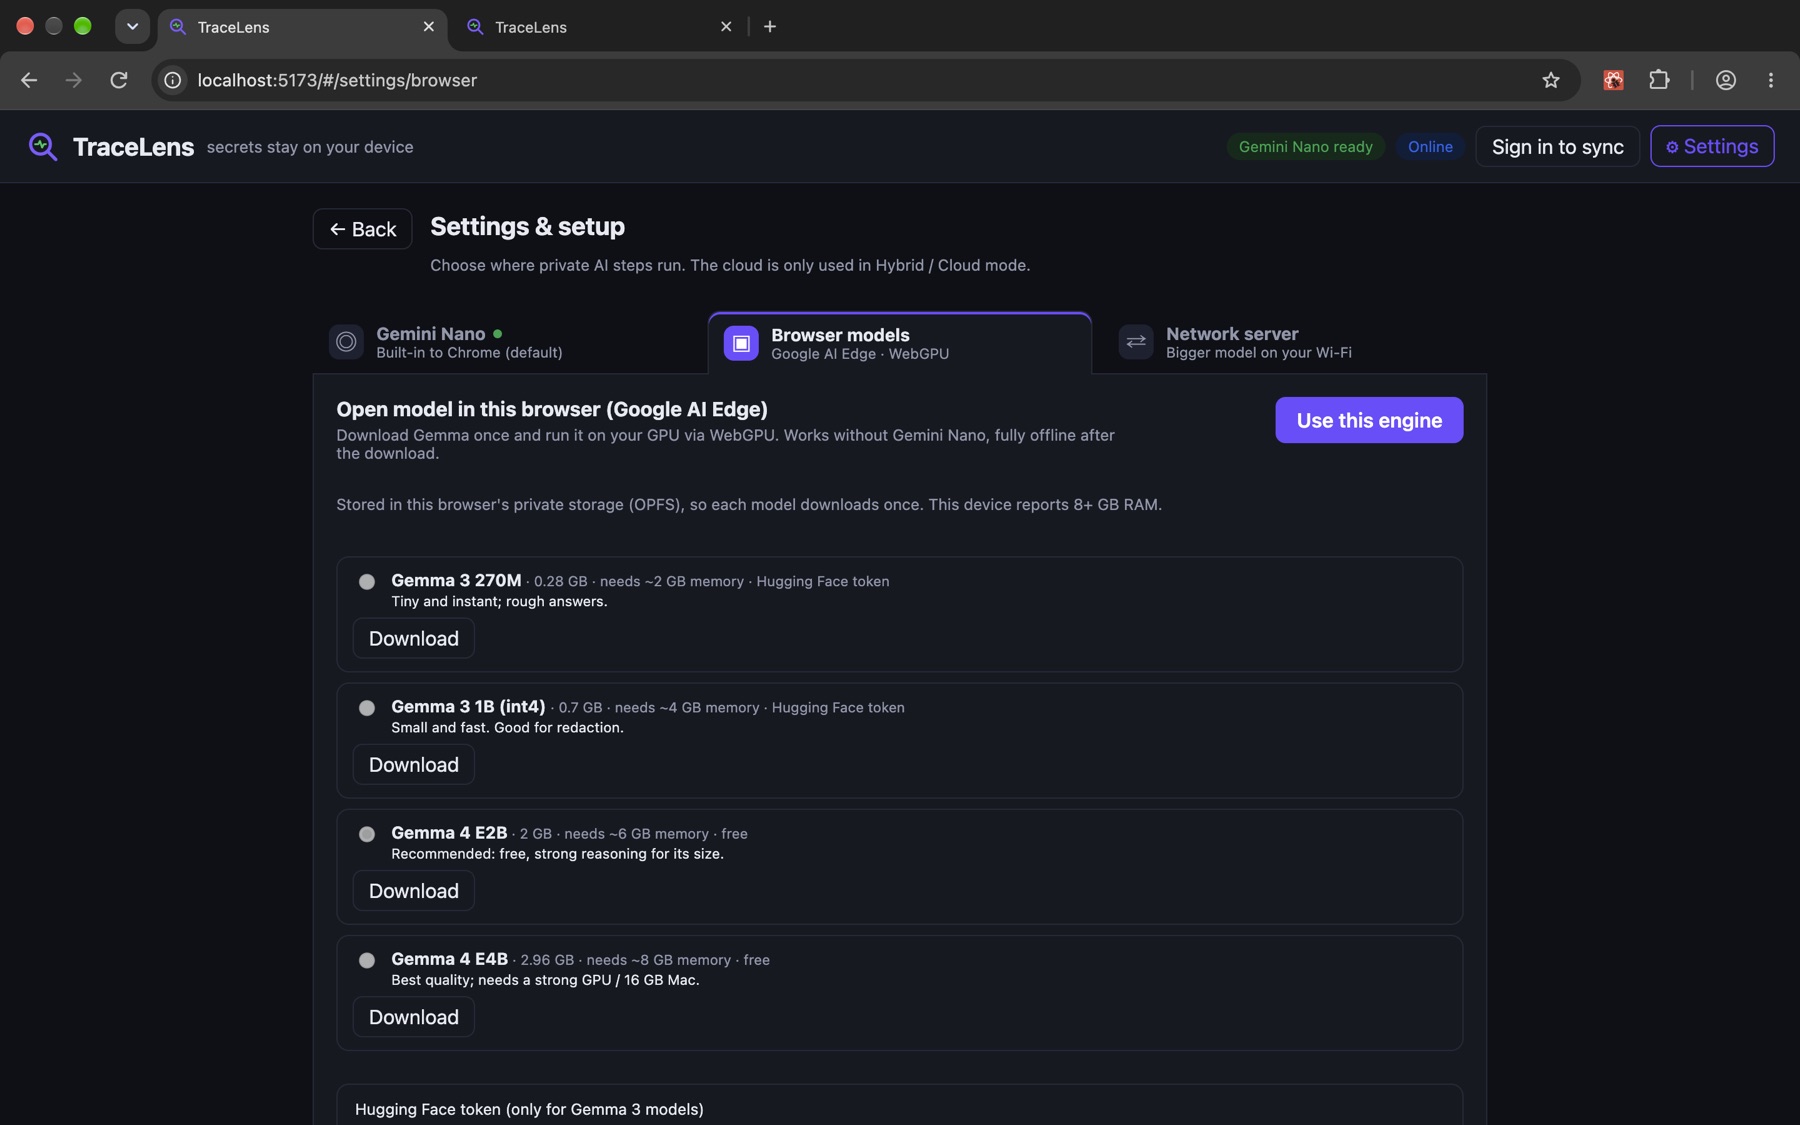 TraceLens
TraceLens
localhost:5173/#/settings/browser
TraceLens secrets stay on your device
Gemini Nano ready
Online
Sign in to sync
Settings
← Back
Settings & setup
Choose where private AI steps run. The cloud is only used in Hybrid / Cloud mode.
Gemini Nano
Built-in to Chrome (default)
Browser models
Google AI Edge · WebGPU
Network server
Bigger model on your Wi-Fi
Open model in this browser (Google AI Edge)
Download Gemma once and run it on your GPU via WebGPU. Works without Gemini Nano, fully offline after
the download.
Use this engine
Stored in this browser's private storage (OPFS), so each model downloads once. This device reports 8+ GB RAM.
Gemma 3 270M · 0.28 GB · needs ~2 GB memory · Hugging Face token
Tiny and instant; rough answers.
Download
Gemma 3 1B (int4) · 0.7 GB · needs ~4 GB memory · Hugging Face token
Small and fast. Good for redaction.
Download
Gemma 4 E2B · 2 GB · needs ~6 GB memory · free
Recommended: free, strong reasoning for its size.
Download
Gemma 4 E4B · 2.96 GB · needs ~8 GB memory · free
Best quality; needs a strong GPU / 16 GB Mac.
Download
Hugging Face token (only for Gemma 3 models)